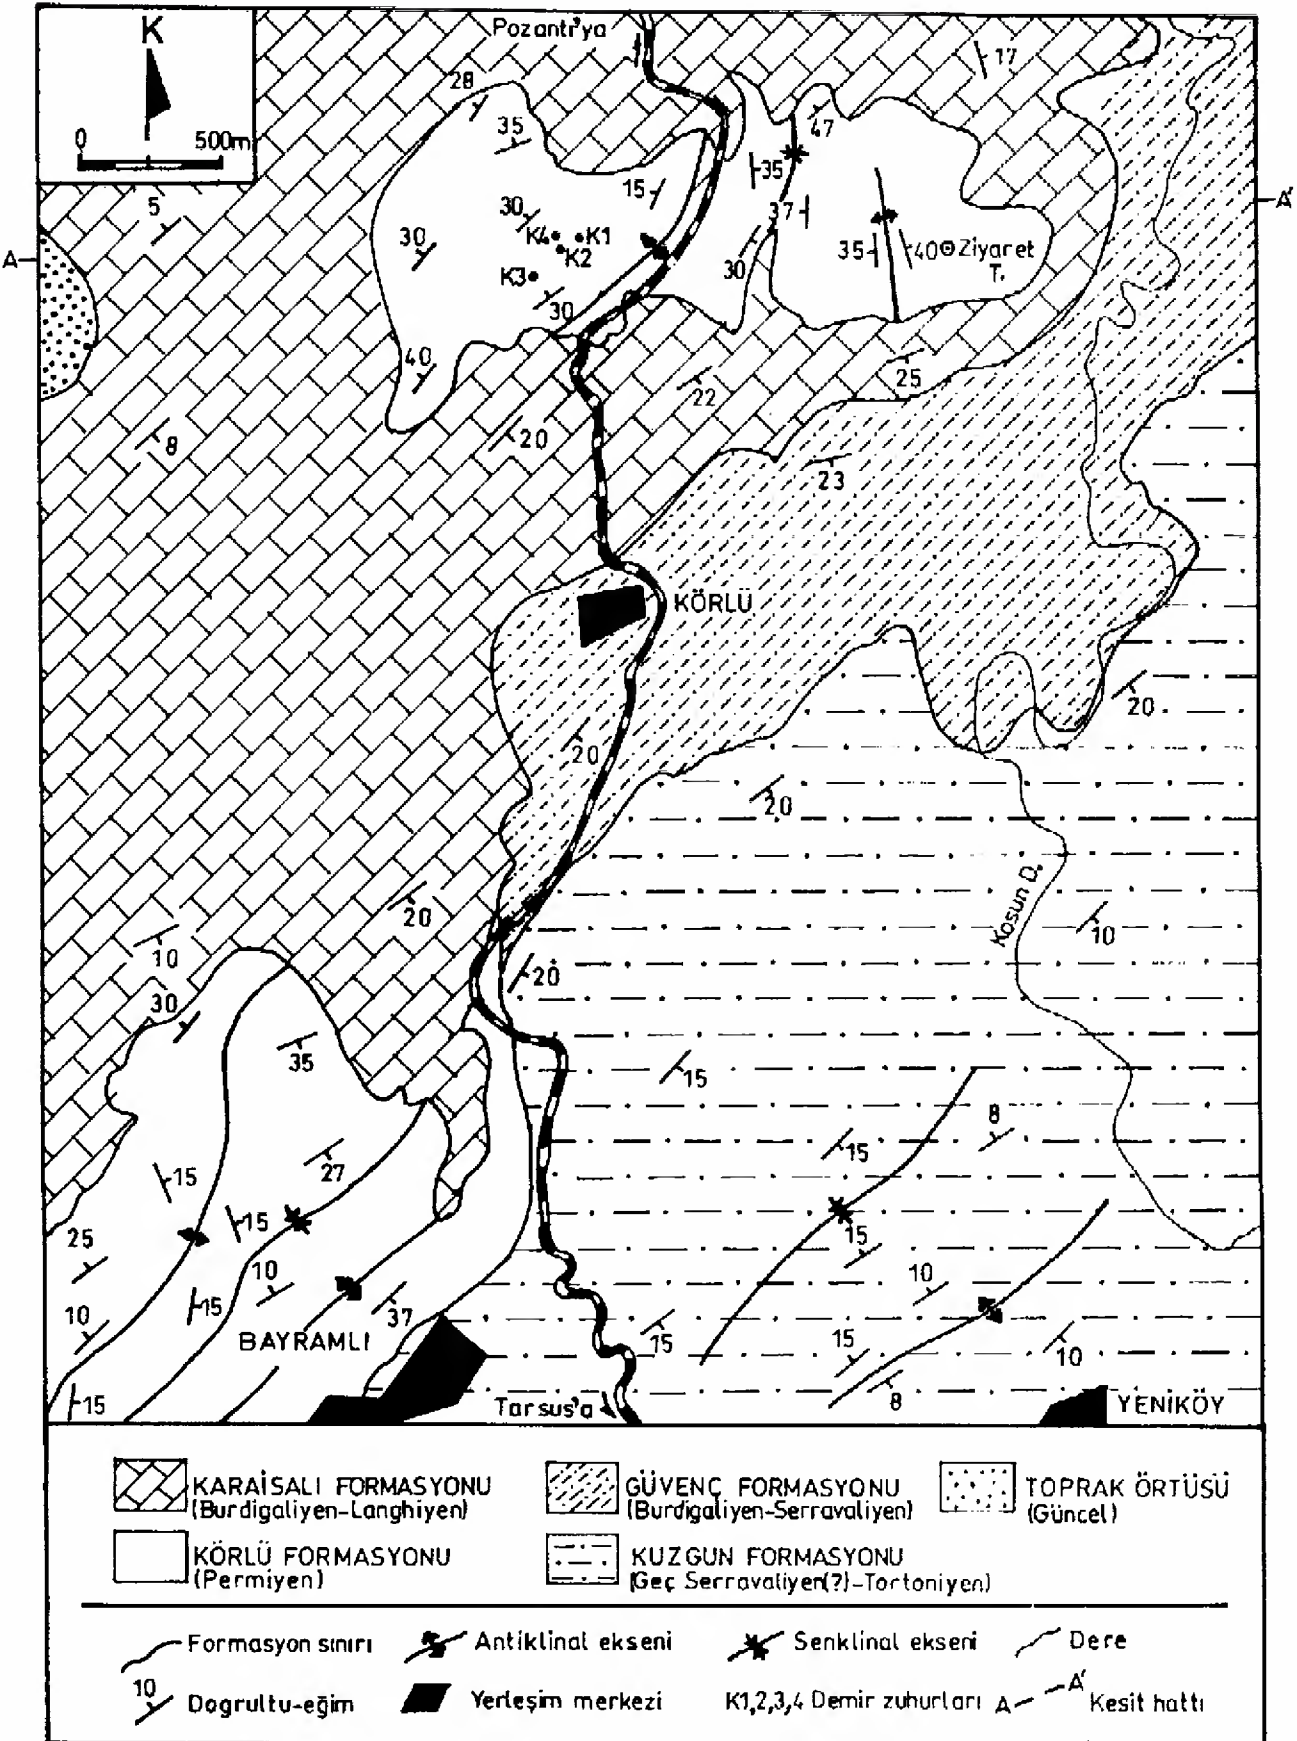 Pozantı'ya
K
0 500m
17
28
35
47
35
15
5
30
37
A'
30
K4 K1
K2
30
35
40 Ziyaret T.
A
K3
30
30
40
25
22
20
8
23
KÖRLÜ
20
20
20
Kosun D.
20
10
10
20
30
35
15
8
15
27
15
15
25
15
10
10
15
10
37
BAYRAMLI
15
15
10
8
15
Tarsus'a
YENİKÖY
KARAİSALI FORMASYONU
(Burdigaliyen-Langhiyen)
GÜVENÇ FORMASYONU
(Burdigaliyen-Serravaliyen)
TOPRAK ÖRTÜSÜ
(Güncel)
KÖRLÜ FORMASYONU
(Permiyen)
KUZGUN FORMASYONU
(Geç Serravaliyen(?)-Tortoniyen)
Formasyon sınırı
Antiklinal ekseni
Senklinal ekseni
Dere
10
Doğrultu-eğim
Yerleşim merkezi
K1,2,3,4 Demir zuhurları
A A'
Kesit hattı